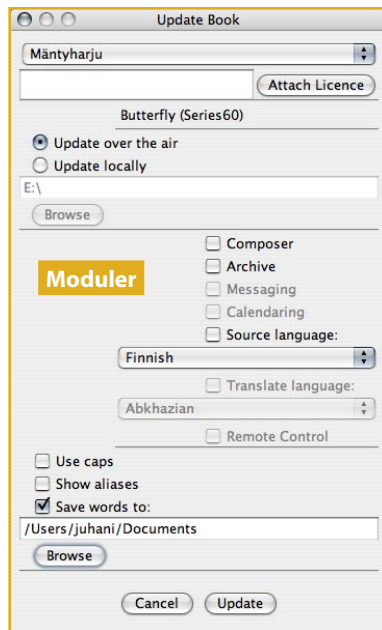 Update Book
Mäntyharju
Attach Licence
Butterfly (Series60)
Update over the air
Update locally
E:\
Browse
Composer
Archive
Moduler
Messaging
Calendaring
Source language:
Finnish
Translate language:
Abkhazian
Remote Control
Use caps
Show aliases
Save words to:
/Users/juhani/Documents
Browse
Cancel Update